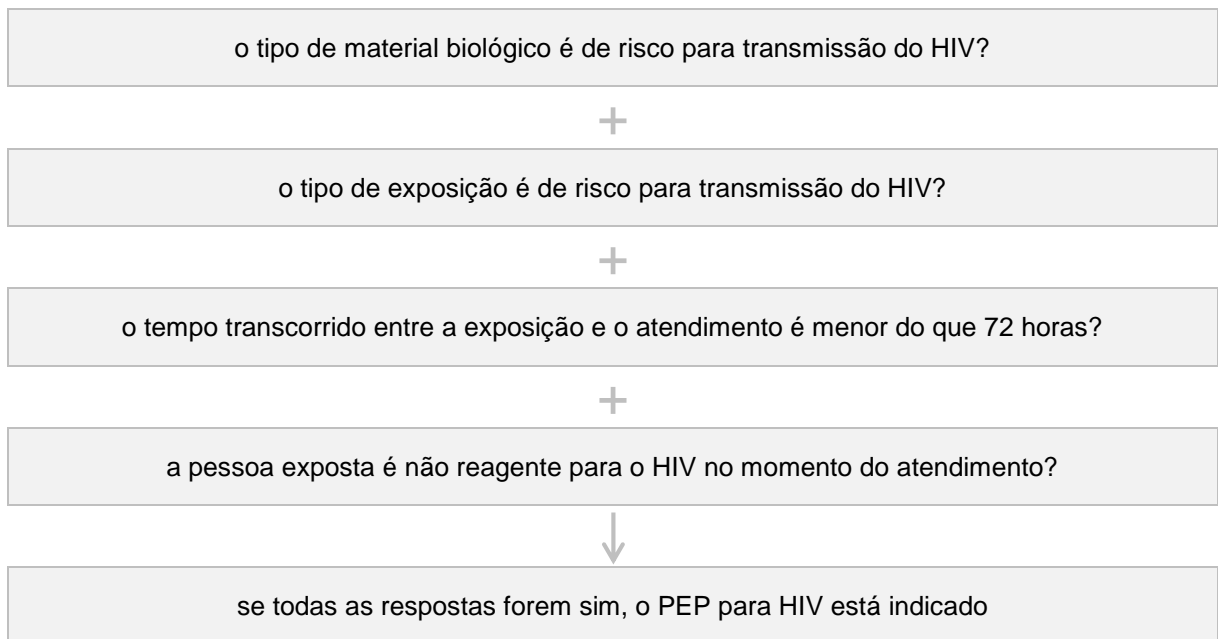 o tipo de material biológico é de risco para transmissão do HIV?
+
o tipo de exposição é de risco para transmissão do HIV?
+
o tempo transcorrido entre a exposição e o atendimento é menor do que 72 horas?
+
a pessoa exposta é não reagente para o HIV no momento do atendimento?
se todas as respostas forem sim, o PEP para HIV está indicado